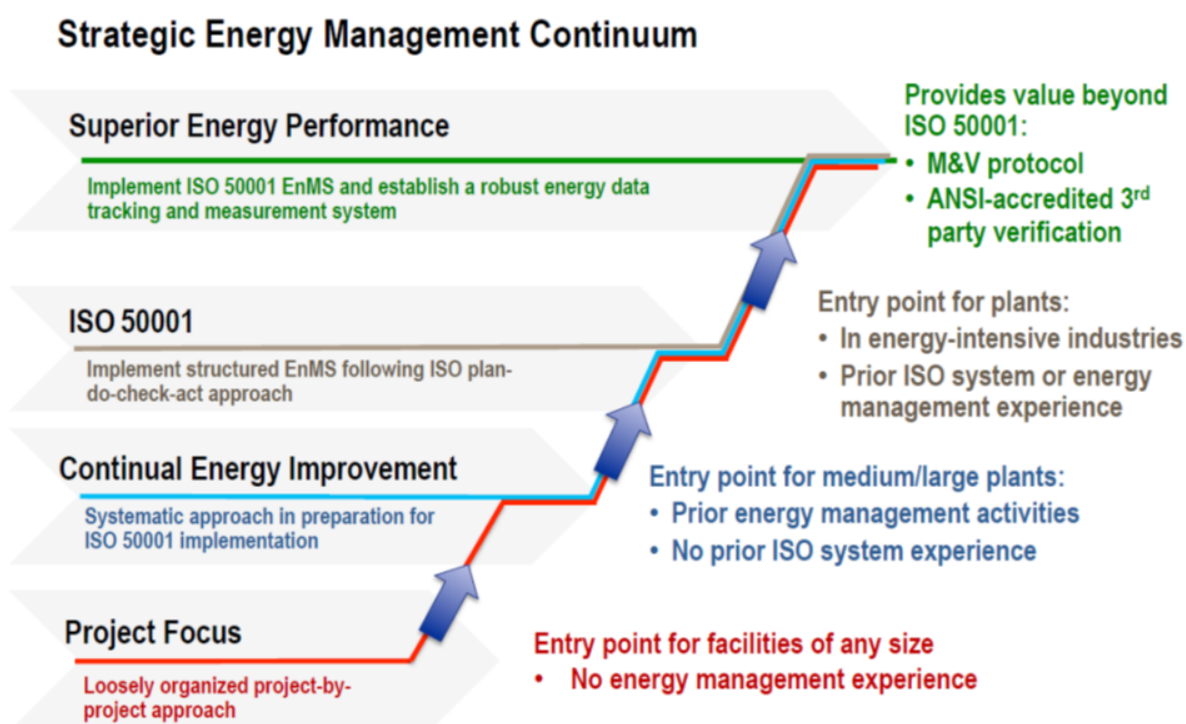 Strategic Energy Management Continuum
Superior Energy Performance
Implement ISO 50001 EnMS and establish a robust energy data
tracking and measurement system
Provides value beyond
ISO 50001:
• M&V protocol
• ANSI-accredited 3rd
party verification
ISO 50001
Implement structured EnMS following ISO plan-
do-check-act approach
Entry point for plants:
• In energy-intensive industries
• Prior ISO system or energy
management experience
Continual Energy Improvement
Systematic approach in preparation for
ISO 50001 implementation
Entry point for medium/large plants:
• Prior energy management activities
• No prior ISO system experience
Project Focus
Loosely organized project-by-
project approach
Entry point for facilities of any size
• No energy management experience